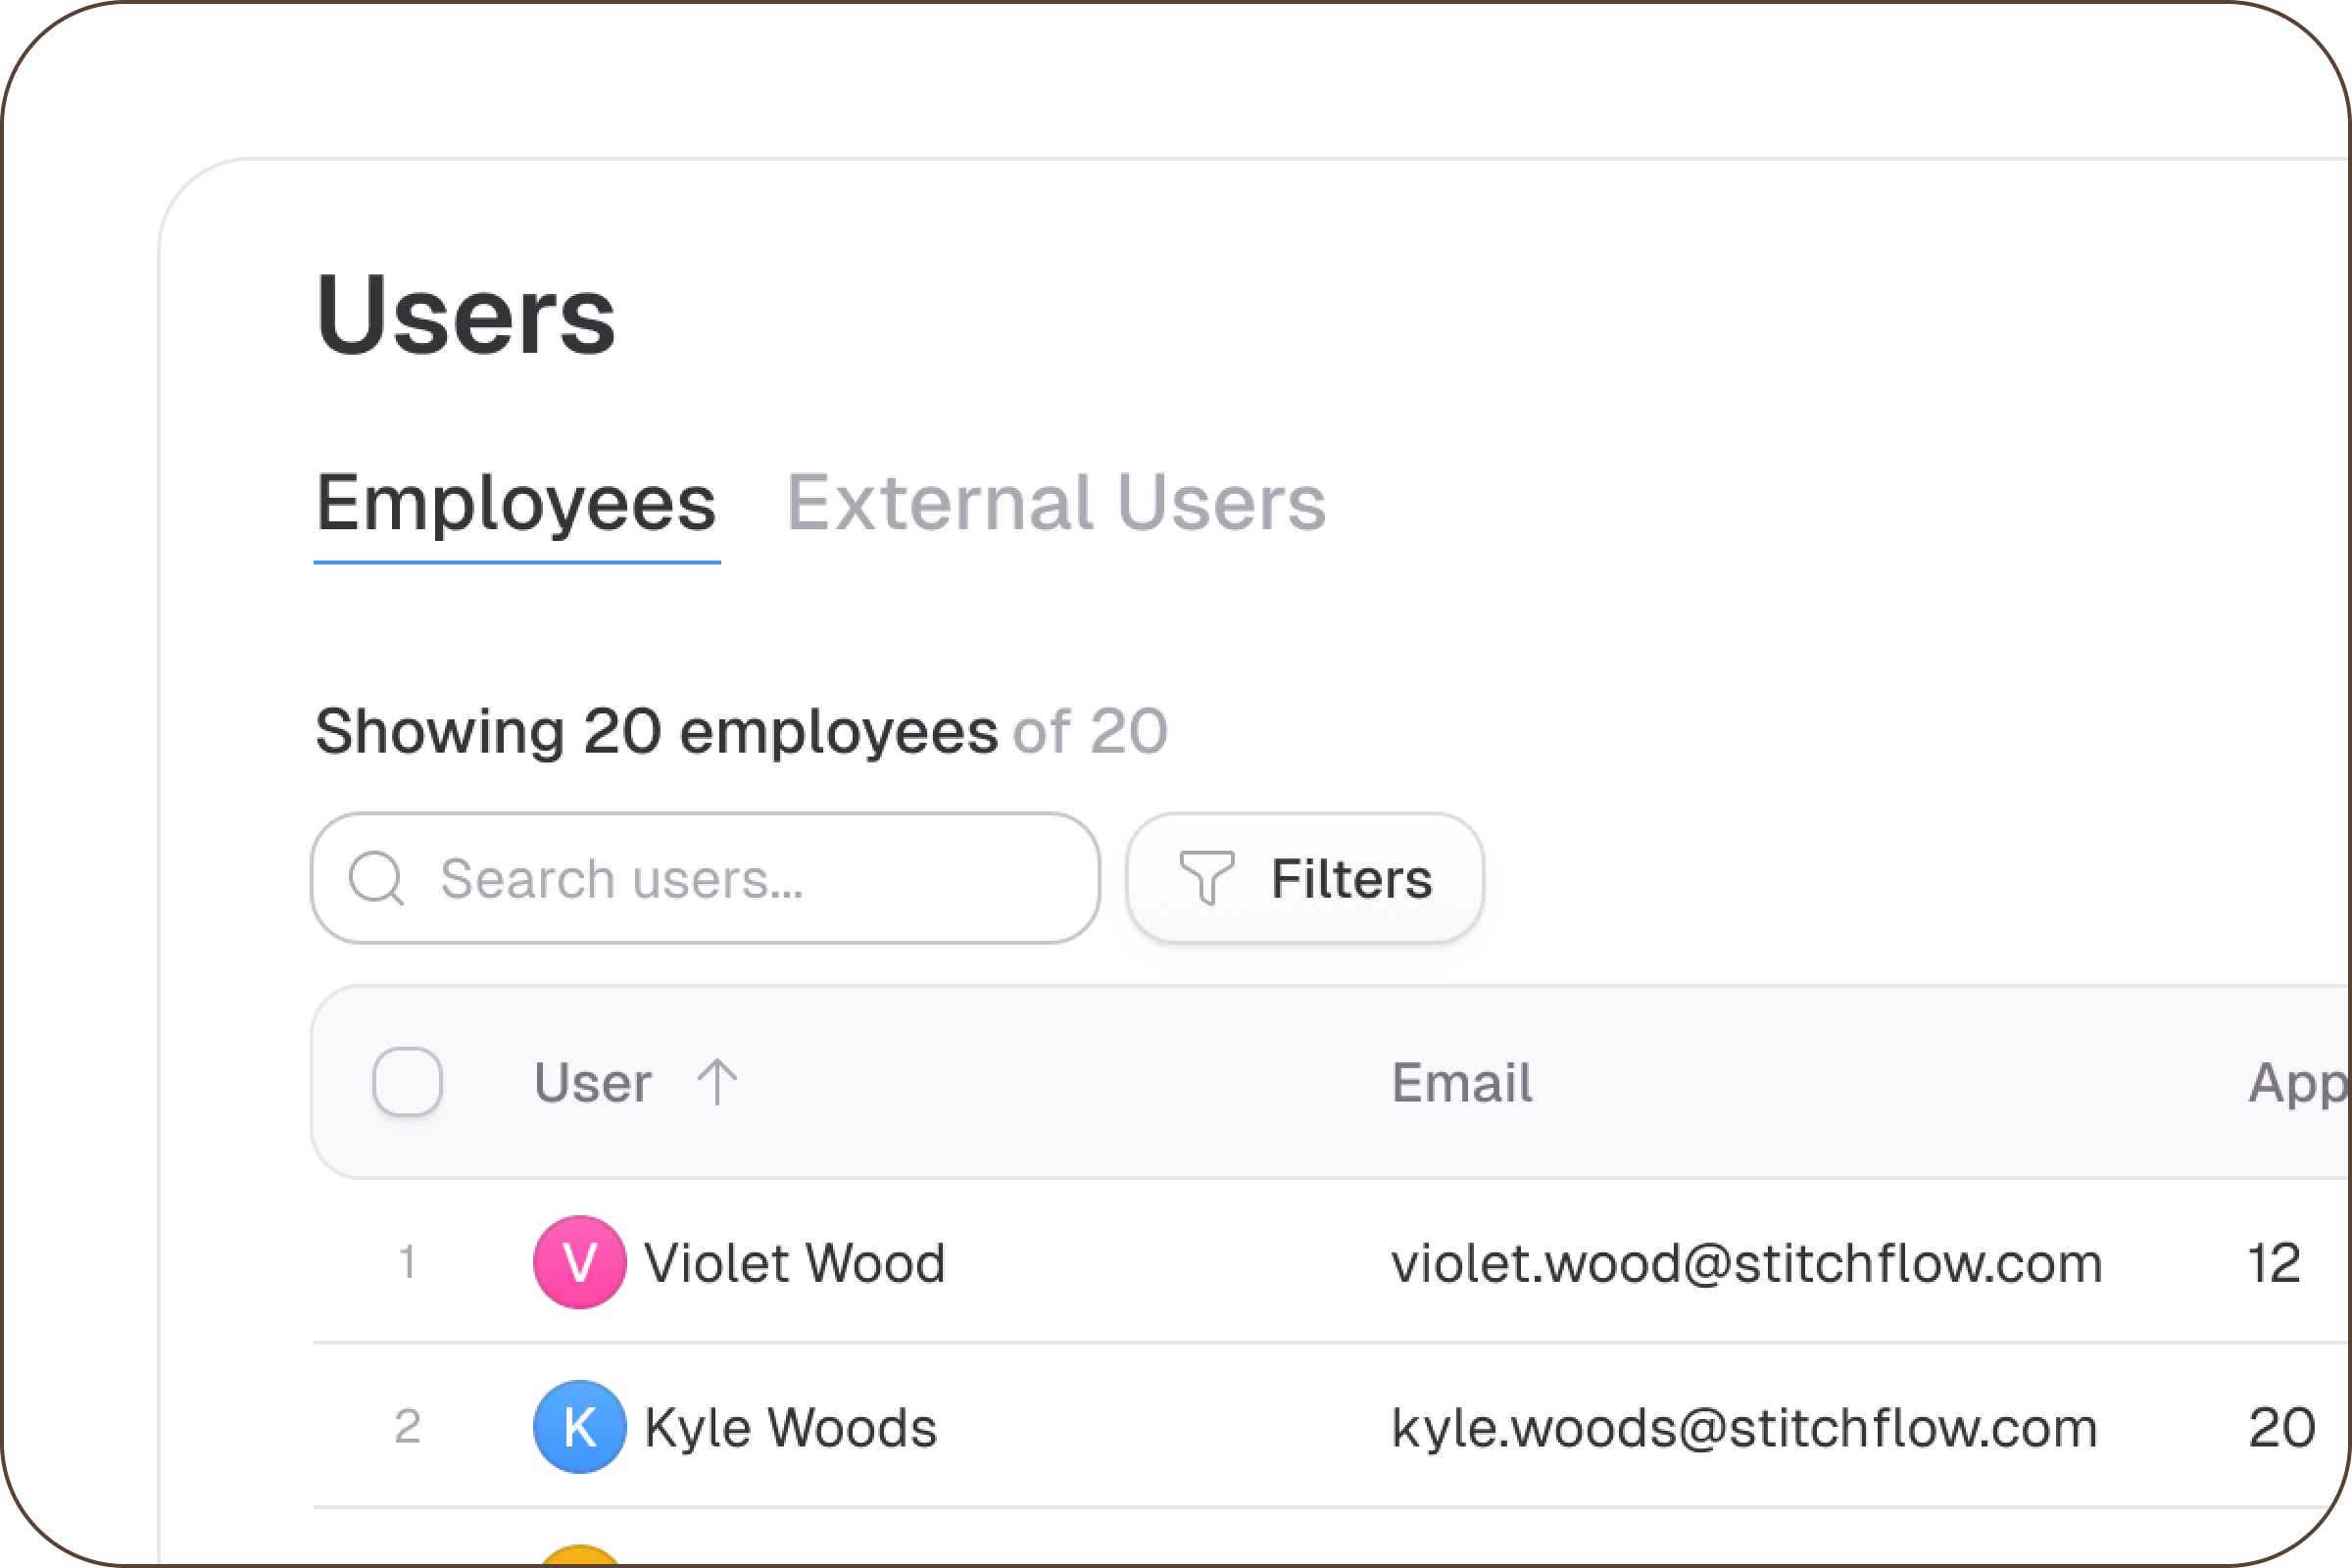 Users
Employees External Users
Showing 20 employees of 20
Search users...
Filters
User Email App
1 V Violet Wood violet.wood@stitchflow.com 12
2 K Kyle Woods kyle.woods@stitchflow.com 20